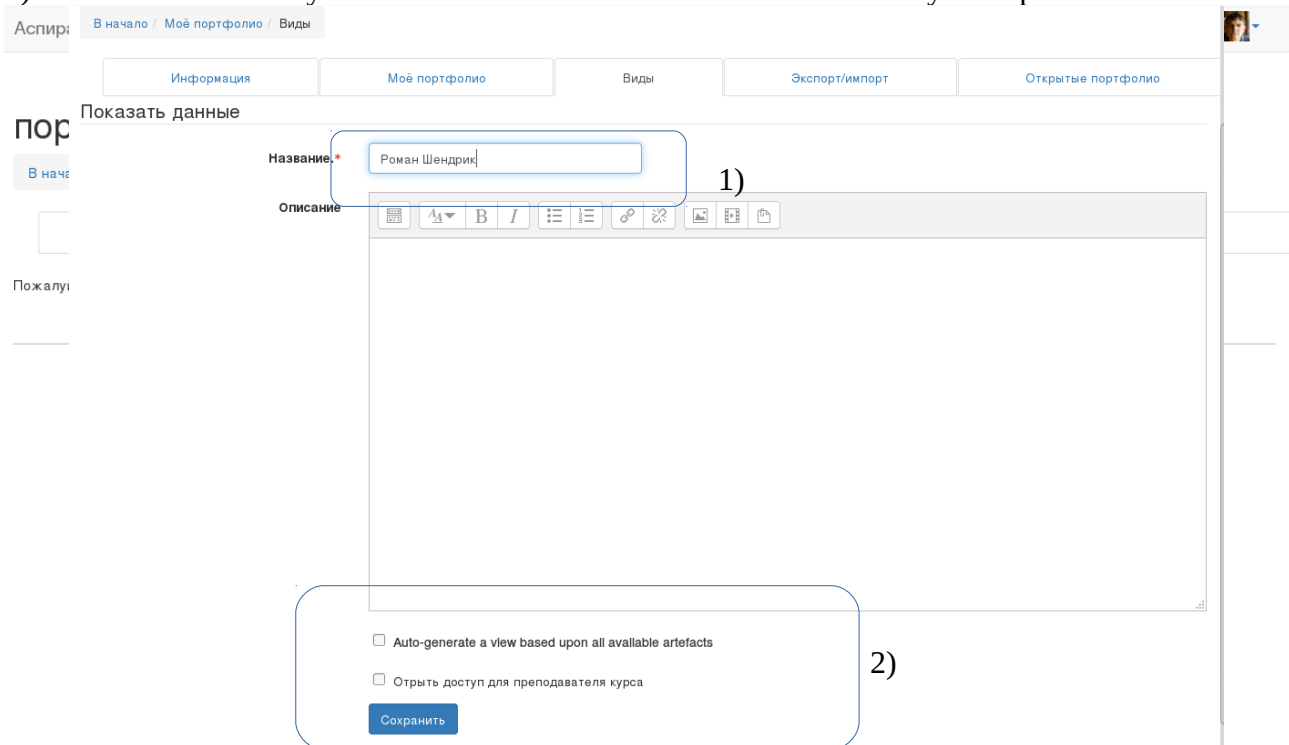 В начало / Моё портфолио / Виды
Аспира
Информация
Моё портфолио
Виды
Экспорт/импорт
Открытые портфолио
Показать данные
пор
В нача
Название.*
Роман Шендрик
1)
Описание
B I
Пожалуй
Auto-generate a view based upon all available artefacts
Отрыть доступ для преподавателя курса
2)
Сохранить